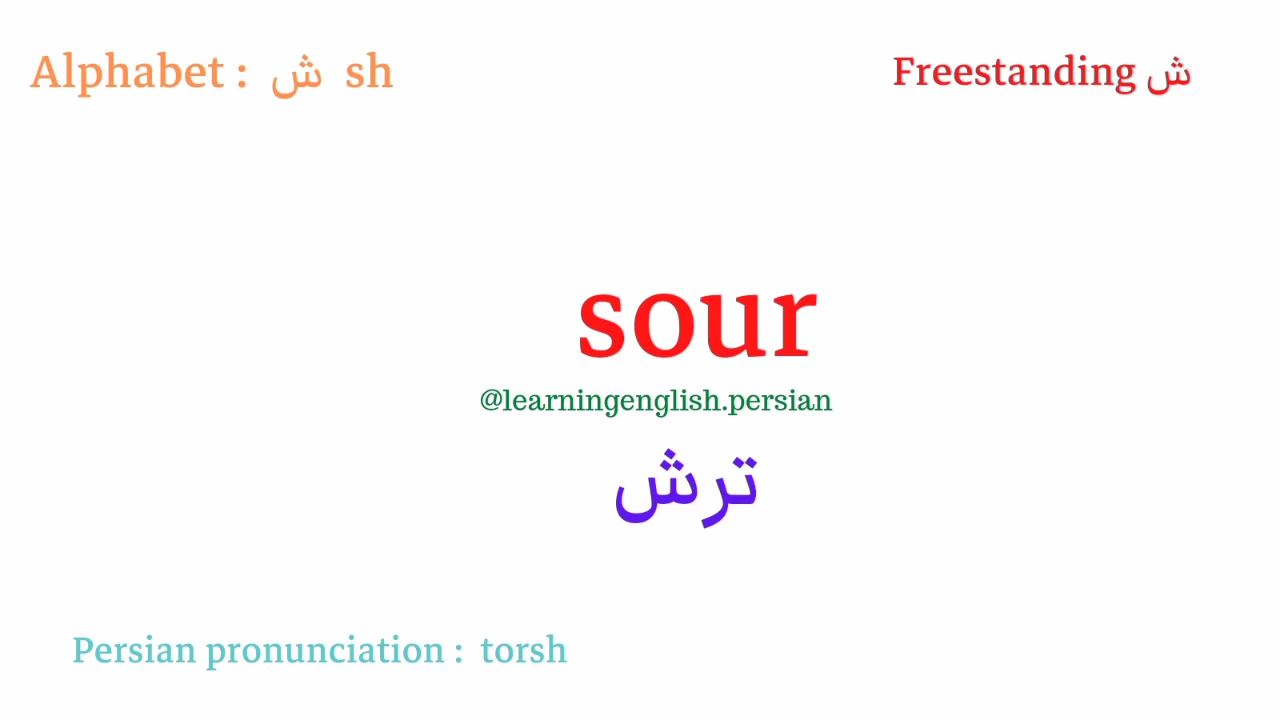 Alphabet : ش sh
Freestanding ش
sour
@learningenglish.persian
ترش
Persian pronunciation : torsh